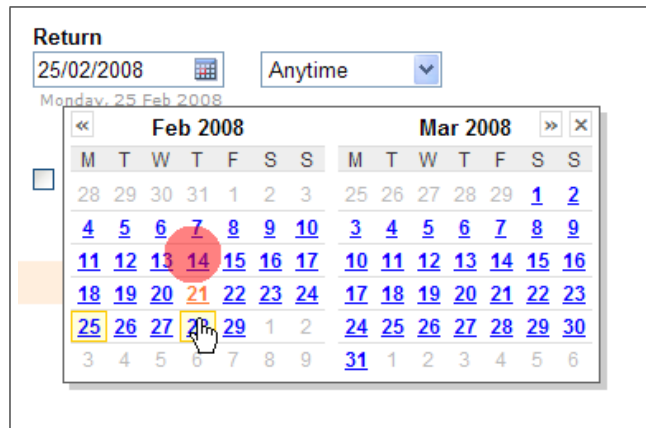 Return
25/02/2008 Anytime
Monday, 25 Feb 2008
« Feb 2008 Mar 2008 » ×
M T W T F S S M T W T F S S
28 29 30 31 1 2 3 25 26 27 28 29 1 2
4 5 6 7 8 9 10 3 4 5 6 7 8 9
11 12 13 14 15 16 17 10 11 12 13 14 15 16
18 19 20 21 22 23 24 17 18 19 20 21 22 23
25 26 27 28 29 1 2 24 25 26 27 28 29 30
3 4 5 6 7 8 9 31 1 2 3 4 5 6